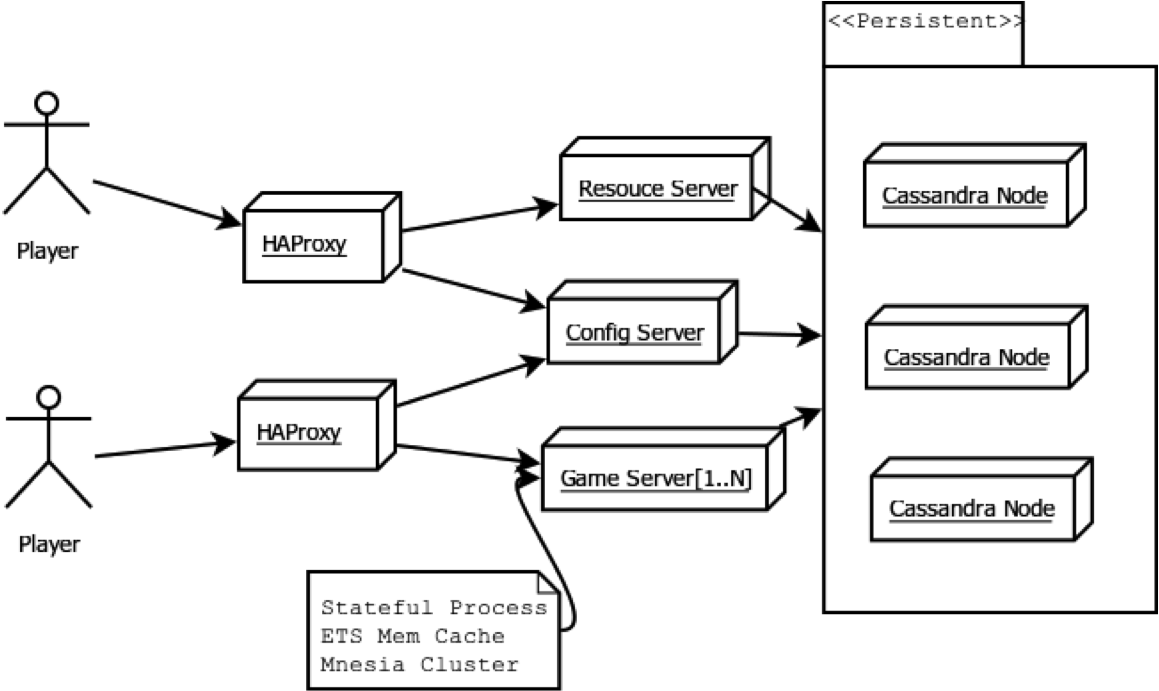 <<Persistent>>
Player
HAProxy
Resouce Server
Cassandra Node
Config Server
Cassandra Node
Player
HAProxy
Game Server[1..N]
Cassandra Node
Stateful Process
ETS Mem Cache
Mnesia Cluster